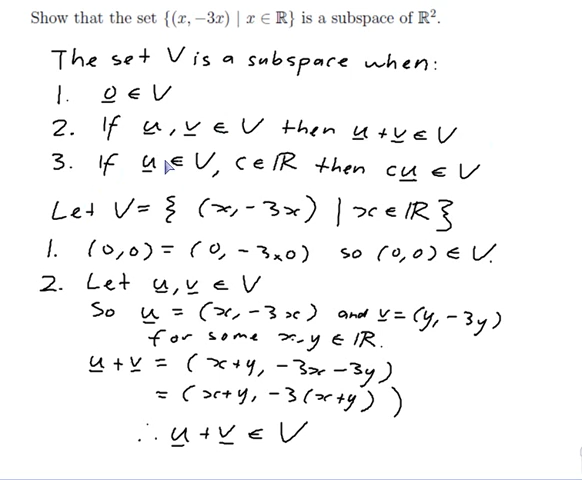 Show that the set {(x, −3x) | x ∈ ℝ} is a subspace of ℝ².
The set V is a subspace when:
1. 0̲ ∈ V
2. If u̲, v̲ ∈ V then u̲ + v̲ ∈ V
3. If u̲ ∈ V, c ∈ ℝ then cu̲ ∈ V
Let V = { (x, −3x) | x ∈ ℝ }
1. (0,0) = (0, −3×0) so (0,0) ∈ V.
2. Let u̲, v̲ ∈ V
So u̲ = (x, −3x) and v̲ = (y, −3y)
for some x, y ∈ ℝ.
u̲ + v̲ = (x+y, −3x−3y)
= (x+y, −3(x+y))
∴ u̲ + v̲ ∈ V